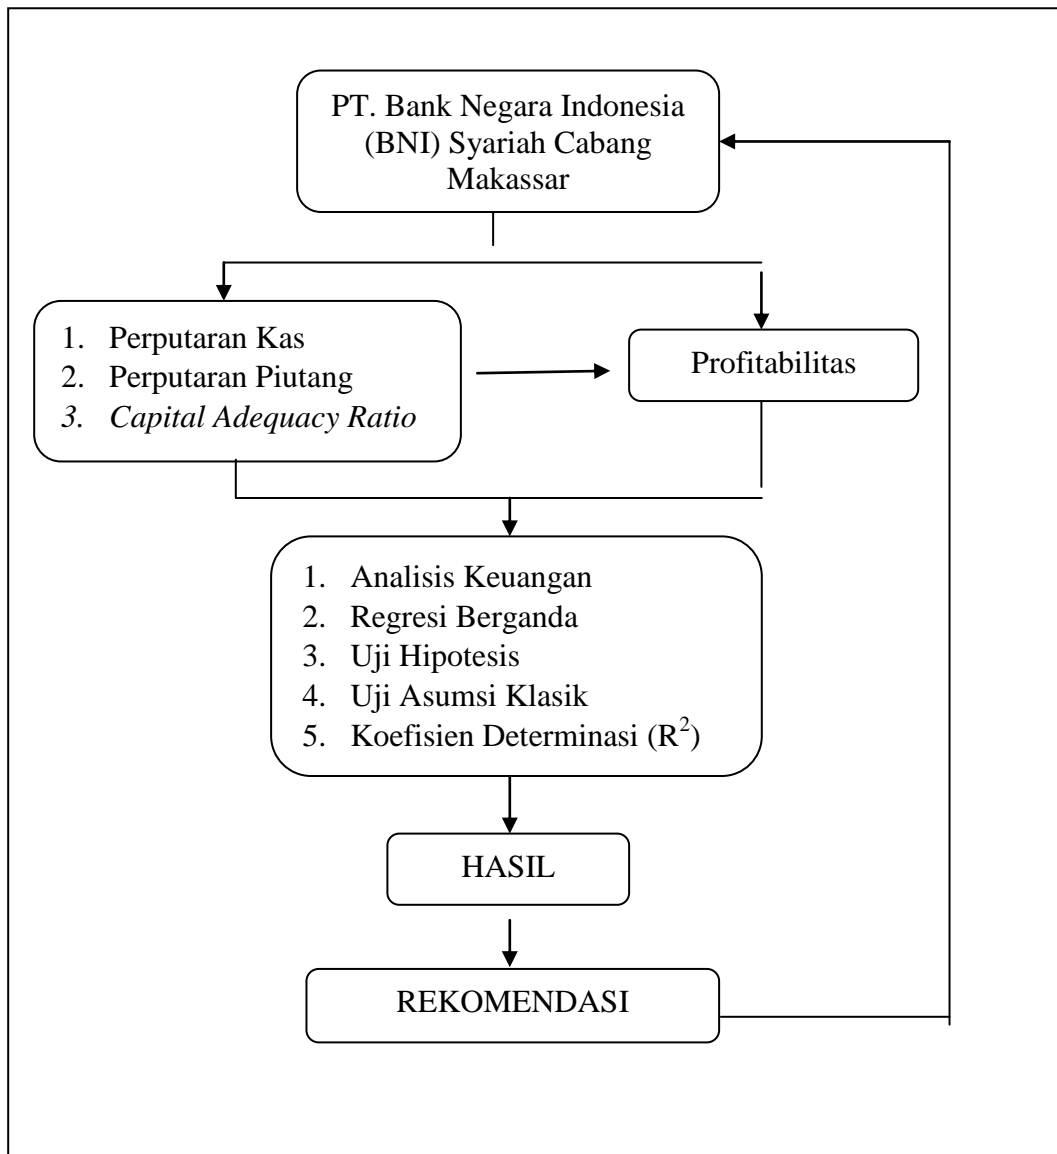 PT. Bank Negara Indonesia
(BNI) Syariah Cabang
Makassar
1. Perputaran Kas
2. Perputaran Piutang
3. Capital Adequacy Ratio
Profitabilitas
1. Analisis Keuangan
2. Regresi Berganda
3. Uji Hipotesis
4. Uji Asumsi Klasik
5. Koefisien Determinasi (R²)
HASIL
REKOMENDASI